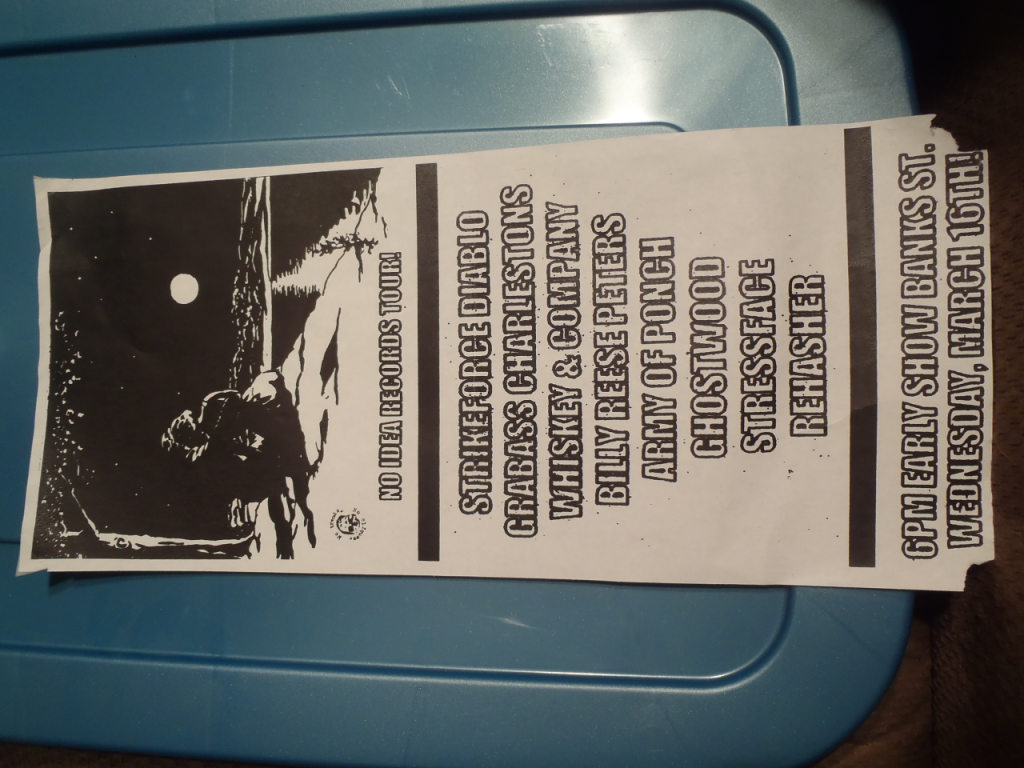 NO IDEA RECORDS TOUR!
STRIKEFORCE DIABLO
GRABASS CHARLESTONS
WHISKEY & COMPANY
BILLY REESE PETERS
ARMY OF PONCH
GHOSTWOOD
STRESSFACE
REHASHER
6PM EARLY SHOW BANKS ST.
WEDNESDAY, MARCH 16TH!